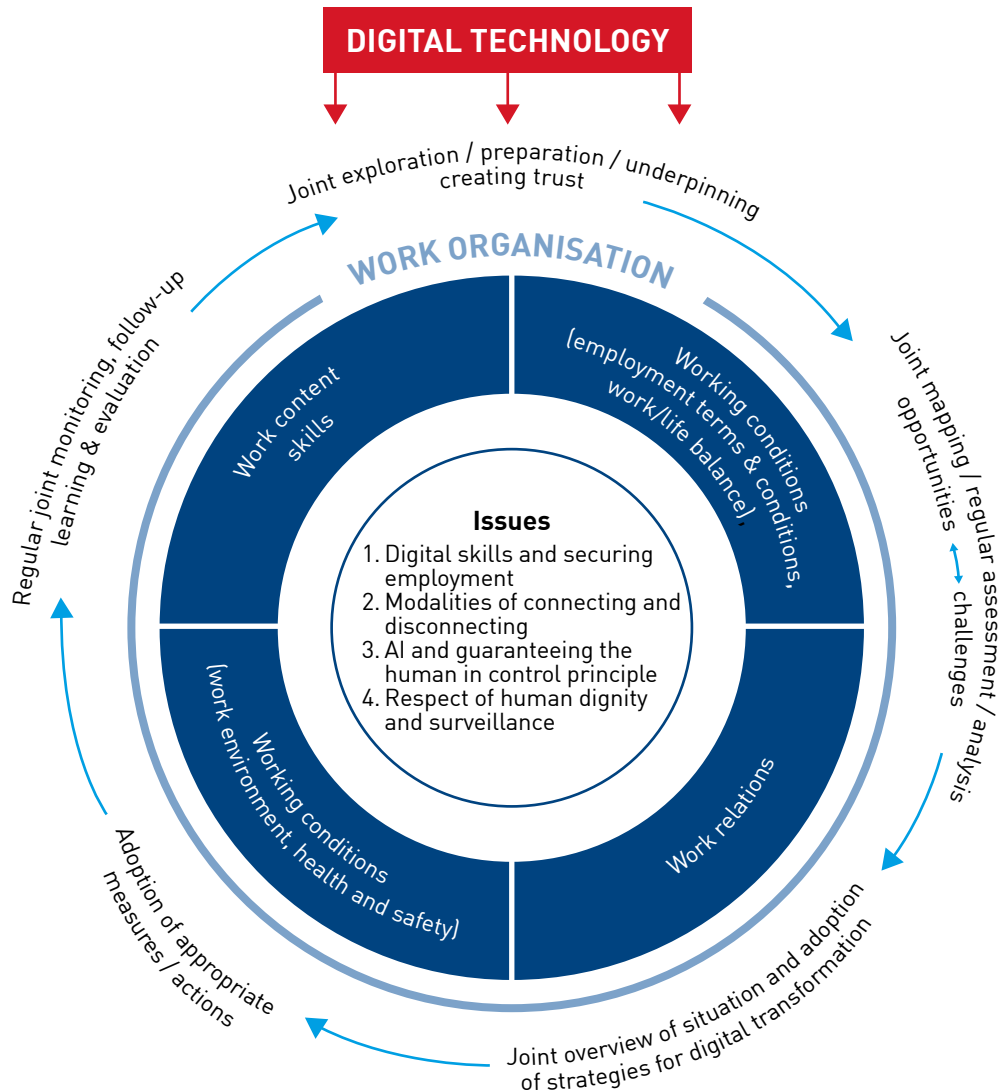 DIGITAL TECHNOLOGY
Joint exploration / preparation / underpinning
creating trust
WORK ORGANISATION
Joint mapping / regular assessment / analysis
opportunities
challenges
Joint overview of situation and adoption
of strategies for digital transformation
Adoption of appropriate
measures / actions
Regular joint monitoring, follow-up
learning & evaluation
Work content
skills
Working conditions
(employment terms & conditions,
work/life balance),
Work relations
Working conditions
(work environment, health and safety)
Issues
1. Digital skills and securing
employment
2. Modalities of connecting and
disconnecting
3. AI and guaranteeing the
human in control principle
4. Respect of human dignity
and surveillance